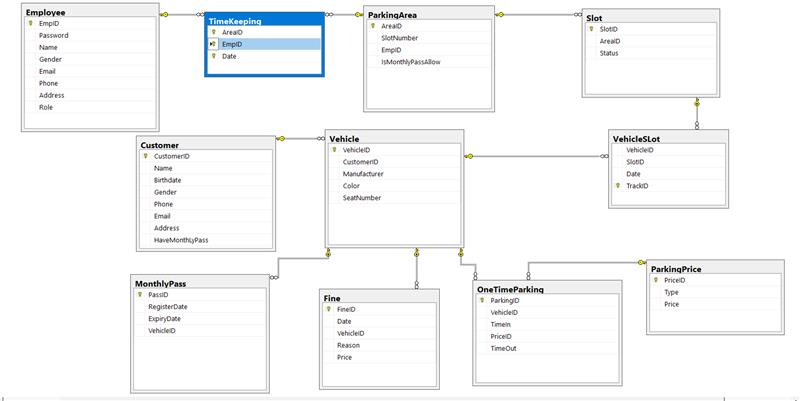 Employee
EmpID
Password
Name
Gender
Email
Phone
Address
Role
TimeKeeping
AreaID
EmpID
Date
ParkingArea
AreaID
SlotNumber
EmpID
IsMonthlyPassAllow
Slot
SlotID
AreaID
Status
Customer
CustomerID
Name
Birthdate
Gender
Phone
Email
Address
HaveMonthLyPass
Vehicle
VehicleID
CustomerID
Manufacturer
Color
SeatNumber
VehicleSLot
VehicleID
SlotID
Date
TrackID
MonthlyPass
PassID
RegisterDate
ExpiryDate
VehicleID
Fine
FineID
Date
VehicleID
Reason
Price
OneTimeParking
ParkingID
VehicleID
TimeIn
PriceID
TimeOut
ParkingPrice
PriceID
Type
Price